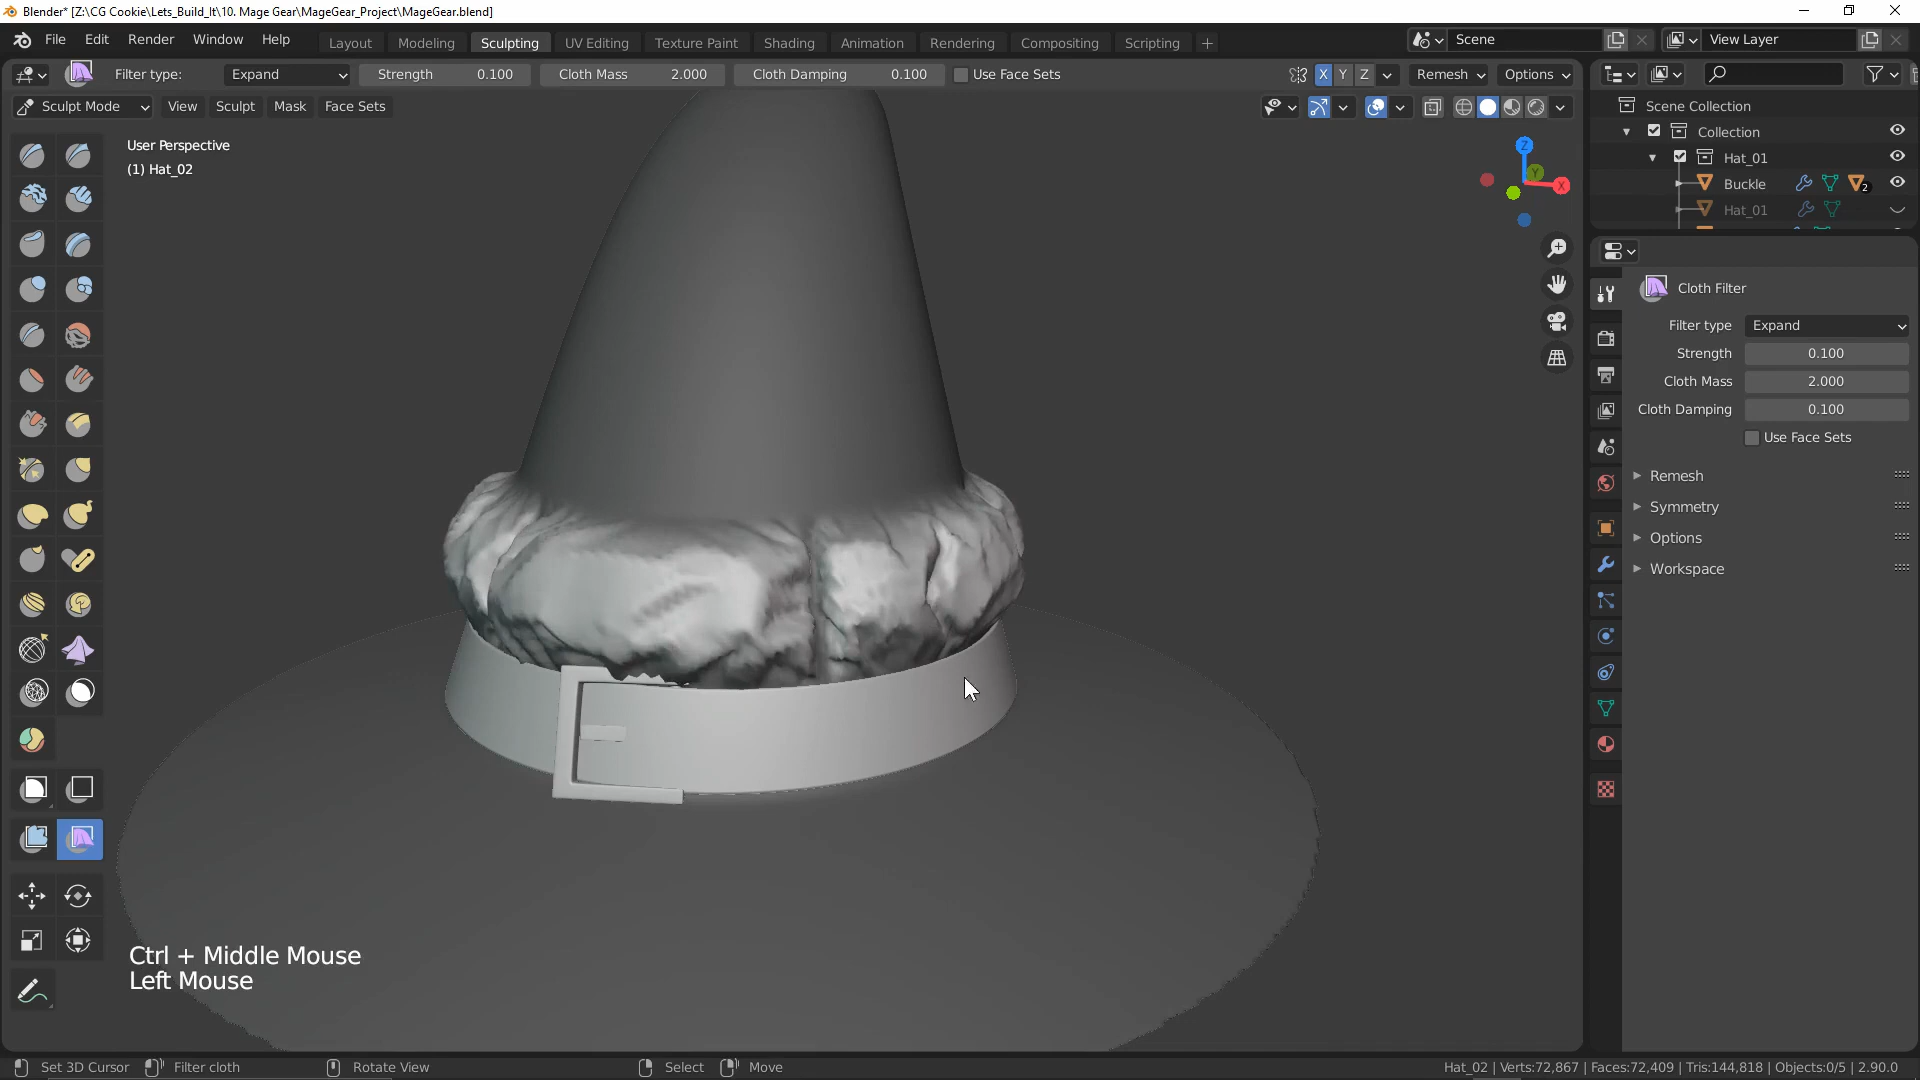 Blender* [Z:\CG Cookie\Lets_Build_It\10. Mage Gear\MageGear_Project\MageGear.blend]
File Edit Render Window Help Layout Modeling Sculpting UV Editing Texture Paint Shading Animation Rendering Compositing Scripting + Scene View Layer
Filter type: Expand Strength 0.100 Cloth Mass 2.000 Cloth Damping 0.100 Use Face Sets X Y Z Remesh Options
Sculpt Mode View Sculpt Mask Face Sets
User Perspective
(1) Hat_02
Z
Y
X
Scene Collection
Collection
Hat_01
Buckle 2
Hat_01
Cloth Filter
Filter type Expand
Strength 0.100
Cloth Mass 2.000
Cloth Damping 0.100
Use Face Sets
Remesh
Symmetry
Options
Workspace
Ctrl + Middle Mouse
Left Mouse
Set 3D Cursor Filter cloth Rotate View Select Move Hat_02 | Verts:72,867 | Faces:72,409 | Tris:144,818 | Objects:0/5 | 2.90.0